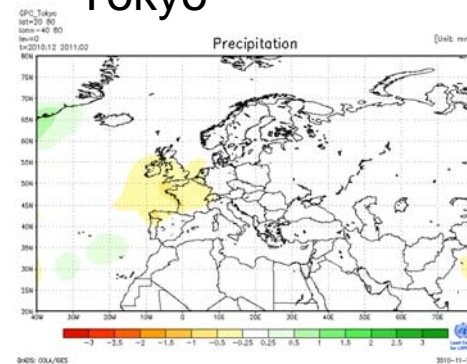 Tokyo
GPC_Tokyo
lat=20 80
lon=-40 80
lev=0
t=2010:12 2011:02
Precipitation
[Unit: mm
80N
75N
70N
65N
60N
55N
50N
45N
40N
35N
30N
25N
20N
40W 30W 20W 10W 0 10E 20E 30E 40E 50E 60E 70E
-3 -2.5 -2 -1.5 -1 -0.5 -0.25 0.25 0.5 1 1.5 2 2.5 3
GrADS: COLA/IGES
2010-11-